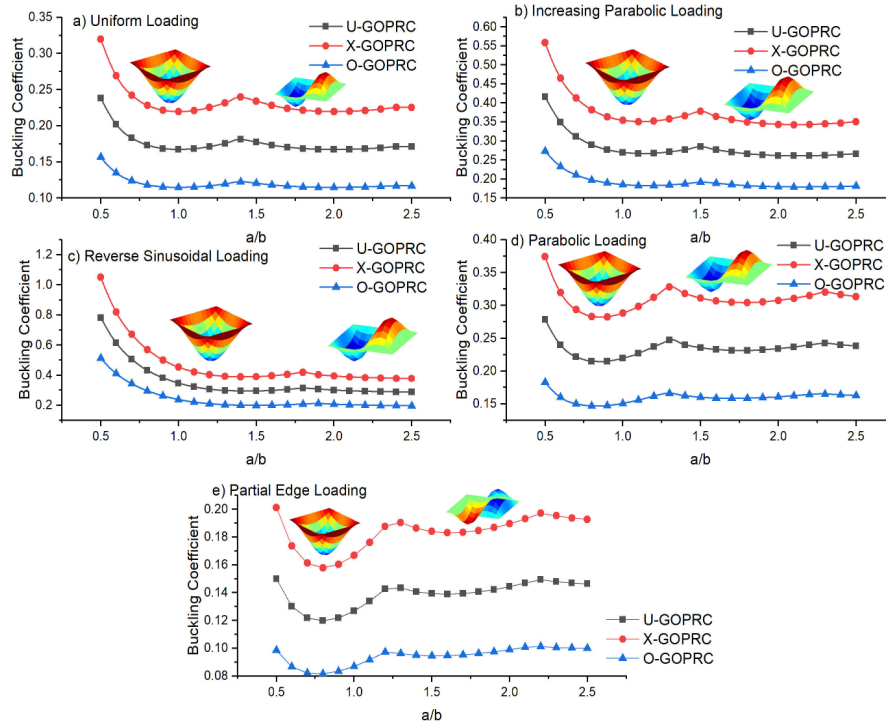 a) Uniform Loading
U-GOPRC
X-GOPRC
O-GOPRC
Buckling Coefficient
0.35
0.30
0.25
0.20
0.15
0.10
0.5
1.0
1.5
2.0
2.5
a/b
b) Increasing Parabolic Loading
U-GOPRC
X-GOPRC
O-GOPRC
Buckling Coefficient
0.60
0.55
0.50
0.45
0.40
0.35
0.30
0.25
0.20
0.15
0.5
1.0
1.5
2.0
2.5
a/b
c) Reverse Sinusoidal Loading
U-GOPRC
X-GOPRC
O-GOPRC
Buckling Coefficient
1.2
1.0
0.8
0.6
0.4
0.2
0.5
1.0
1.5
2.0
2.5
a/b
d) Parabolic Loading
U-GOPRC
X-GOPRC
O-GOPRC
Buckling Coefficient
0.40
0.35
0.30
0.25
0.20
0.15
0.5
1.0
1.5
2.0
2.5
a/b
e) Partial Edge Loading
U-GOPRC
X-GOPRC
O-GOPRC
Buckling Coefficient
0.20
0.18
0.16
0.14
0.12
0.10
0.08
0.5
1.0
1.5
2.0
2.5
a/b